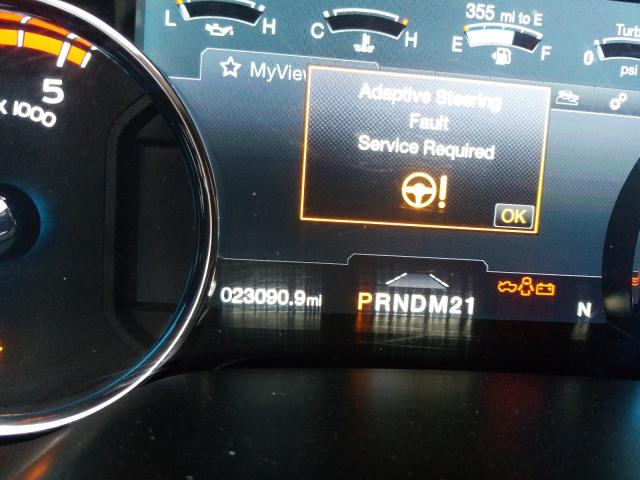 355 mi to E
L H
C H
E F
0
Turb
psi
5
X 1000
MyView
Adaptive Steering
Fault
Service Required
OK
023090.9mi
PRNDM21
N